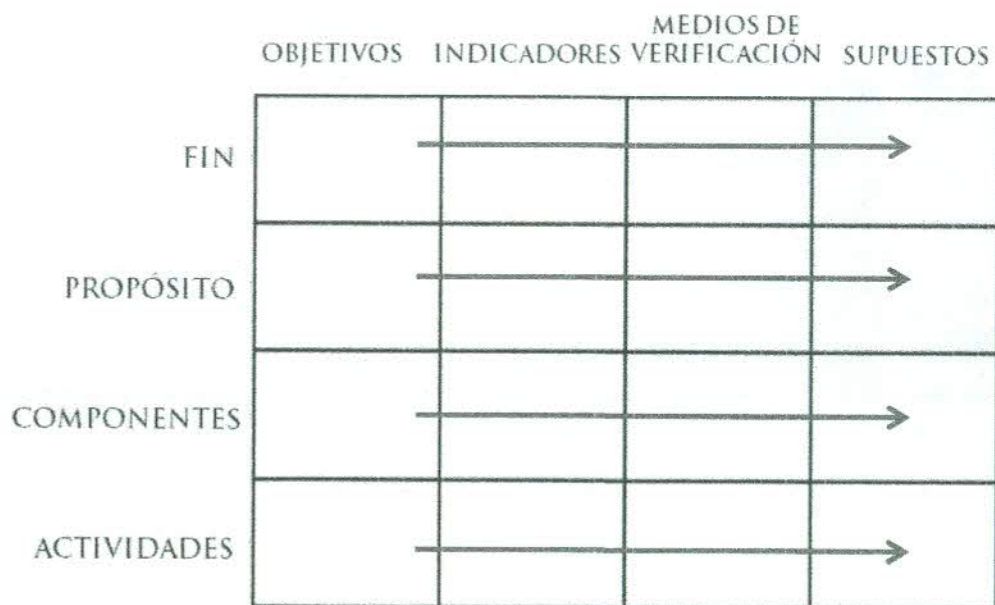 OBJETIVOS INDICADORES MEDIOS DE VERIFICACIÓN SUPUESTOS
FIN
PROPÓSITO
COMPONENTES
ACTIVIDADES